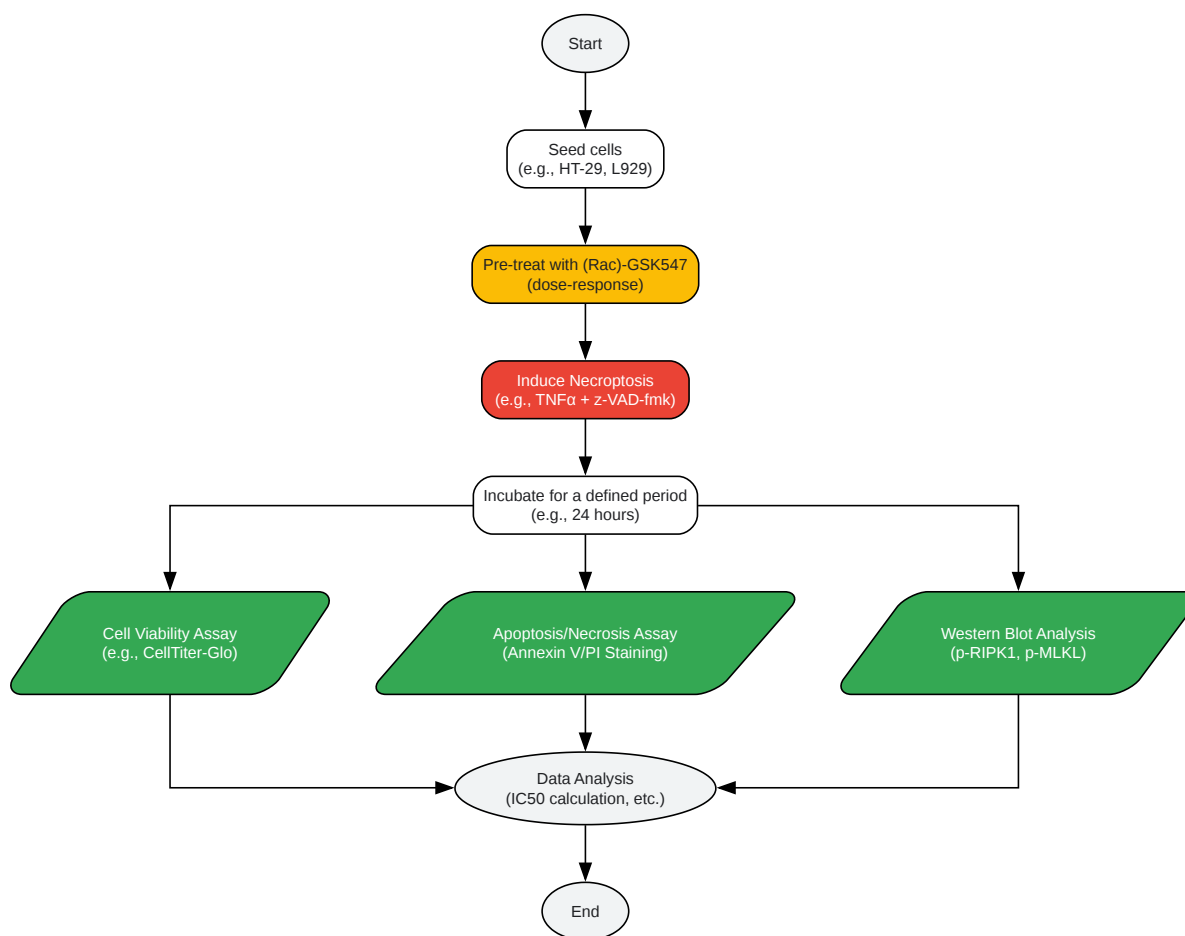 Start
Seed cells
(e.g., HT-29, L929)
Pre-treat with (Rac)-GSK547
(dose-response)
Induce Necroptosis
(e.g., TNFα + z-VAD-fmk)
Incubate for a defined period
(e.g., 24 hours)
Cell Viability Assay
(e.g., CellTiter-Glo)
Apoptosis/Necrosis Assay
(Annexin V/PI Staining)
Western Blot Analysis
(p-RIPK1, p-MLKL)
Data Analysis
(IC50 calculation, etc.)
End